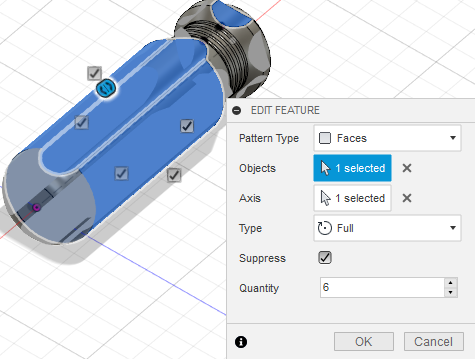 EDIT FEATURE
Pattern Type Faces
Objects 1 selected
Axis 1 selected
Type Full
Suppress
Quantity 6
OK Cancel